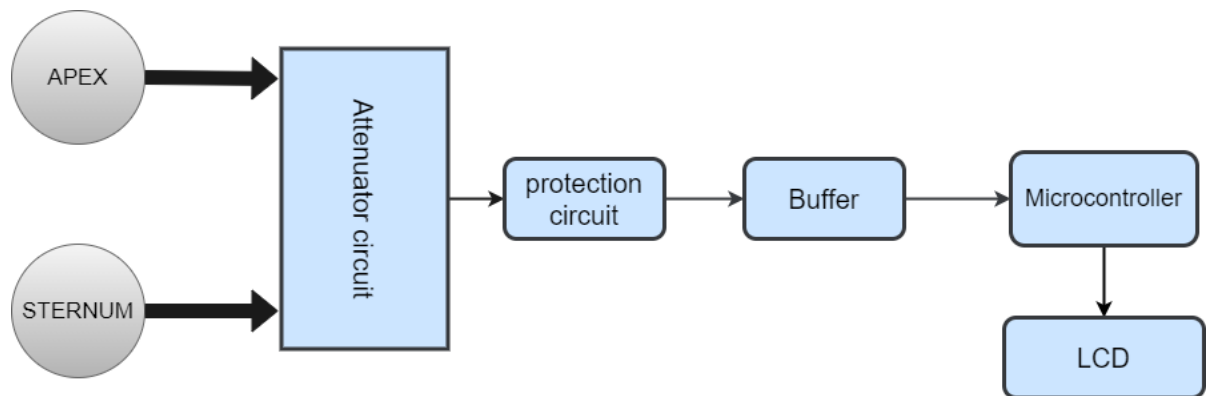 APEX
STERNUM
Attenuator circuit
protection
circuit
Buffer
Microcontroller
LCD